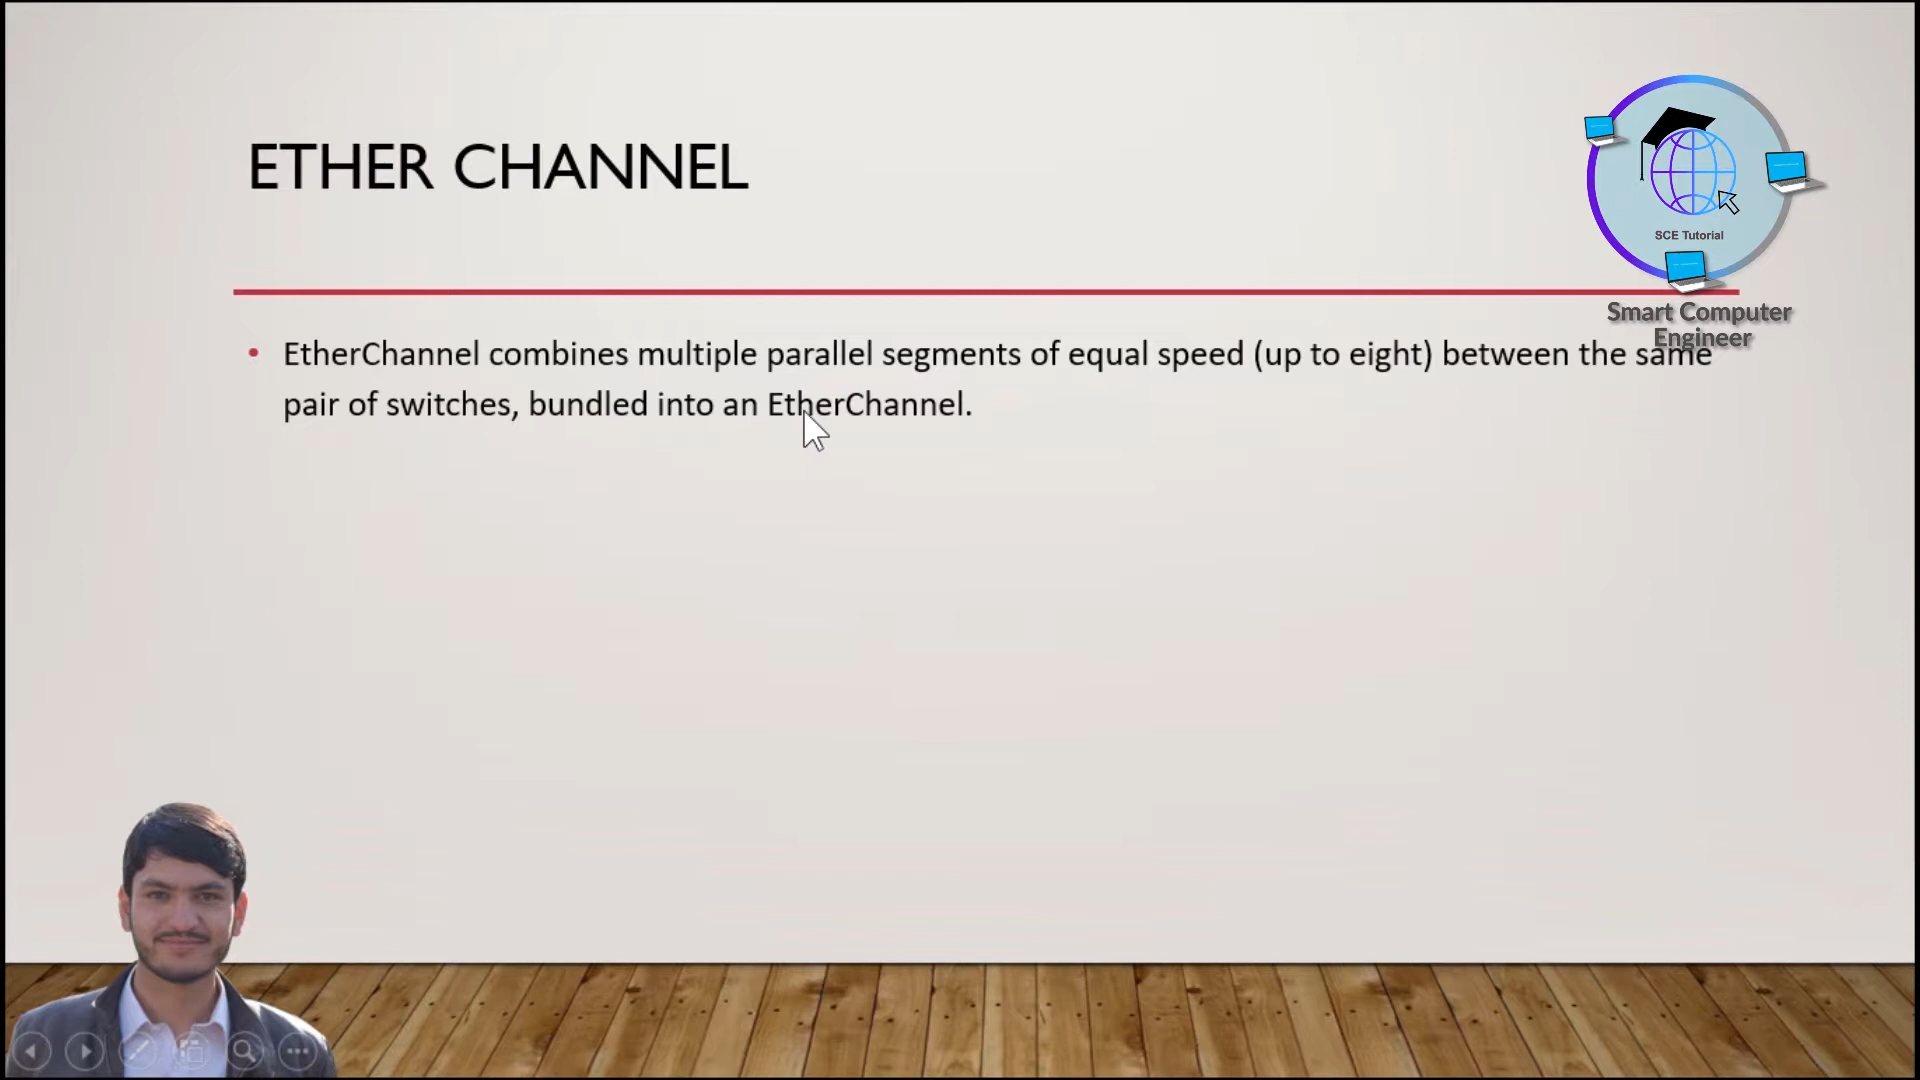 ETHER CHANNEL
SCE Tutorial
Smart Computer
Engineer
• EtherChannel combines multiple parallel segments of equal speed (up to eight) between the same
pair of switches, bundled into an EtherChannel.